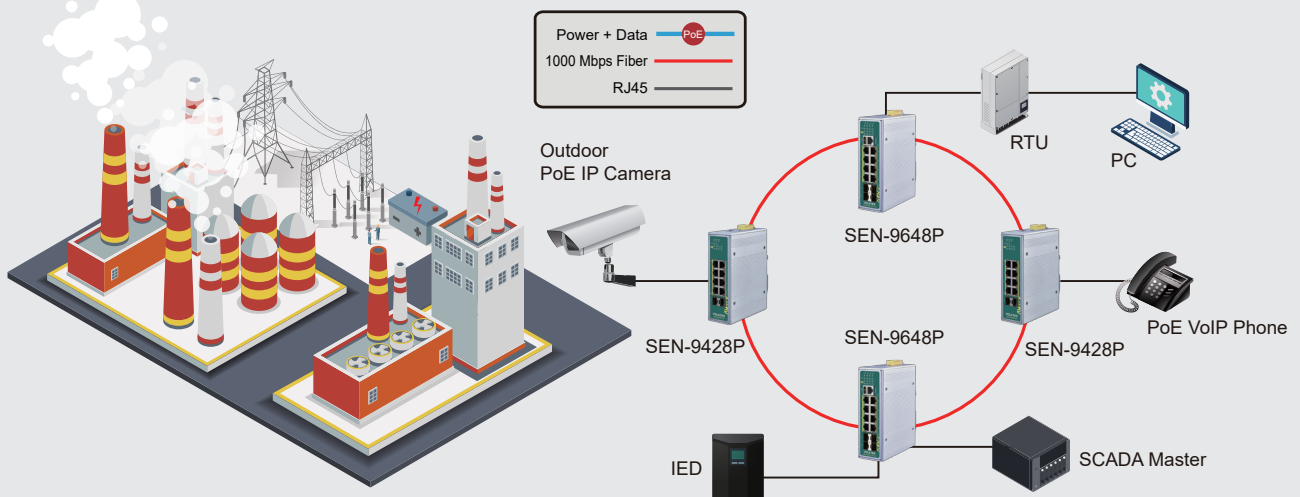 Power + Data
PoE
1000 Mbps Fiber
RJ45
RTU
PC
Outdoor
PoE IP Camera
SEN-9648P
SEN-9428P
SEN-9648P
SEN-9428P
PoE VoIP Phone
IED
SCADA Master